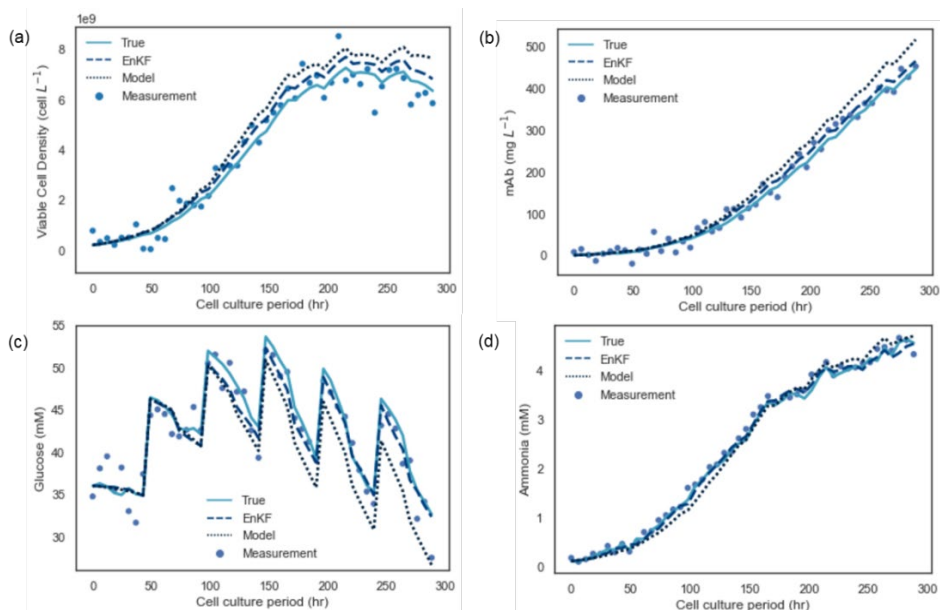 (a)
1e9
True
EnKF
Model
Measurement
Viable Cell Density (cell L⁻¹)
8
6
4
2
0
0 50 100 150 200 250 300
Cell culture period (hr)
(b)
True
EnKF
Model
Measurement
mAb (mg L⁻¹)
500
400
300
200
100
0
0 50 100 150 200 250 300
Cell culture period (hr)
(c)
Glucose (mM)
55
50
45
40
35
30
True
EnKF
Model
Measurement
0 50 100 150 200 250 300
Cell culture period (hr)
(d)
True
EnKF
Model
Measurement
Ammonia (mM)
4
3
2
1
0
0 50 100 150 200 250 300
Cell culture period (hr)